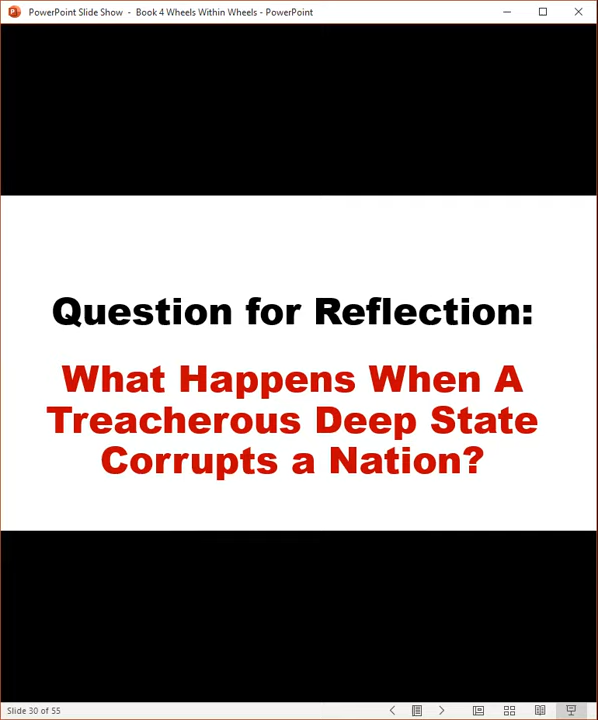 PowerPoint Slide Show - Book 4 Wheels Within Wheels - PowerPoint
Question for Reflection:
What Happens When A
Treacherous Deep State
Corrupts a Nation?
Slide 30 of 55